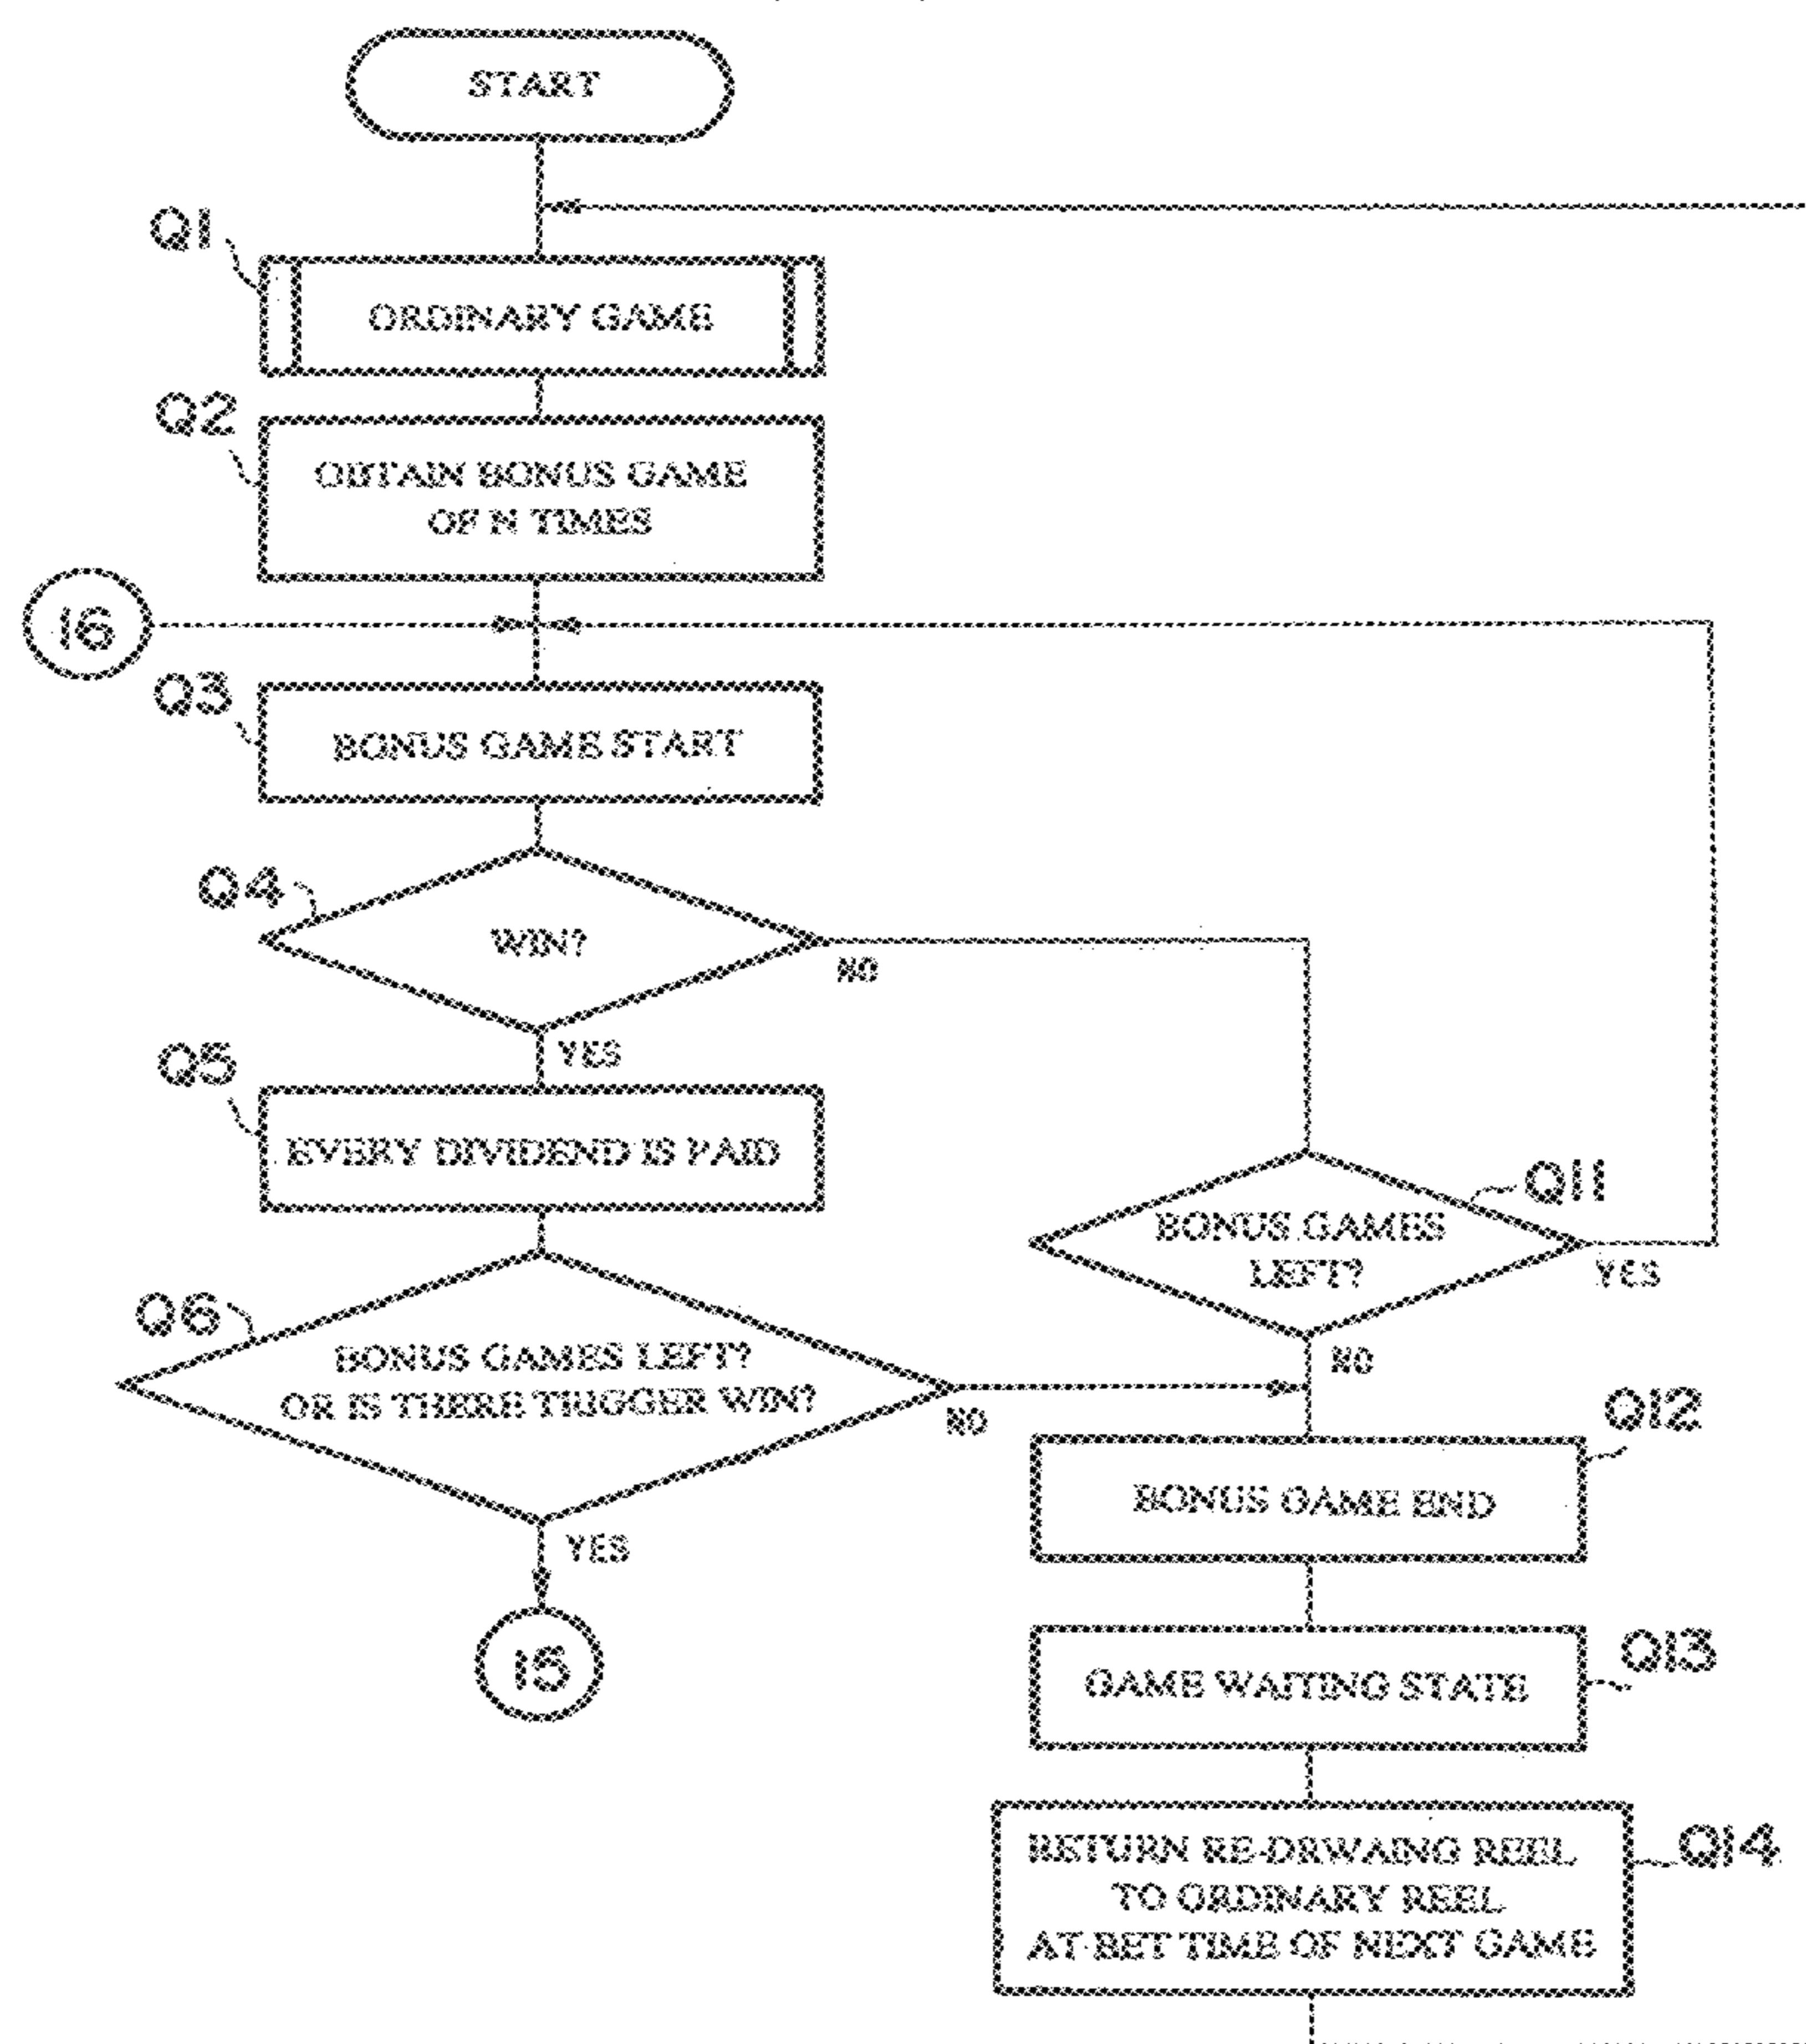 START
Q1
ORDINARY GAME
Q2
OBTAIN BONUS GAME
OF N TIMES
16
Q3
BONUS GAME START
Q4
WIN?
NO
YES
Q5
EVERY DIVIDEND IS PAID
Q11
BONUS GAMES
LEFT?
YES
NO
Q6
BONUS GAMES LEFT?
OR IS THERE TRIGGER WIN?
NO
YES
15
Q12
BONUS GAME END
Q13
GAME WAITING STATE
Q14
RETURN RE-DRWAING REEL
TO ORDINARY REEL
AT BET TIME OF NEXT GAME